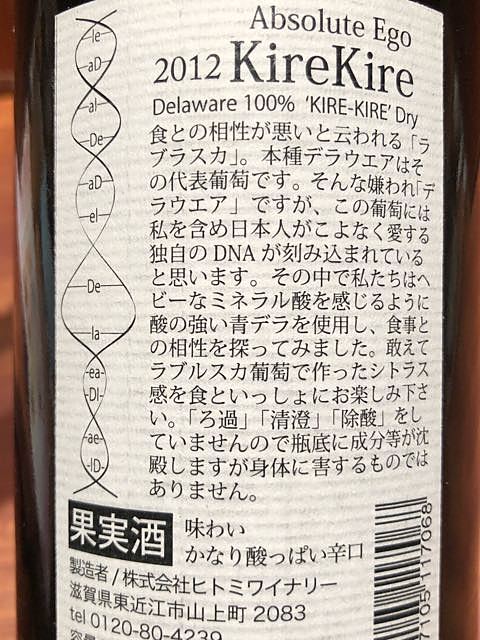 Absolute Ego
2012 KireKire
Delaware 100% 'KIRE-KIRE' Dry
食との相性が悪いと云われる「ラ
ブラスカ」。本種デラウエアはそ
の代表葡萄です。そんな嫌われ「デ
ラウエア」ですが、この葡萄には
私を含め日本人がこよなく愛する
独自の DNA が刻み込まれている
と思います。その中で私たちはヘ
ビーなミネラル酸を感じるように
酸の強い青デラを使用し、食事と
の相性を探ってみました。敢えて
ラブルスカ葡萄で作ったシトラス
感を食といっしょにお楽しみ下さ
い。「ろ過」「清澄」「除酸」をし
ていませんので瓶底に成分等が沈
殿しますが身体に害するものでは
ありません。
le
aD
al
De
aD
el
De
la
-ea-
-Dl-
-ae-
-lD-
果実酒
味わい
かなり酸っぱい辛口
製造者/株式会社ヒトミワイナリー
滋賀県東近江市山上町 2083
tel 0120-80-4239
105 117068